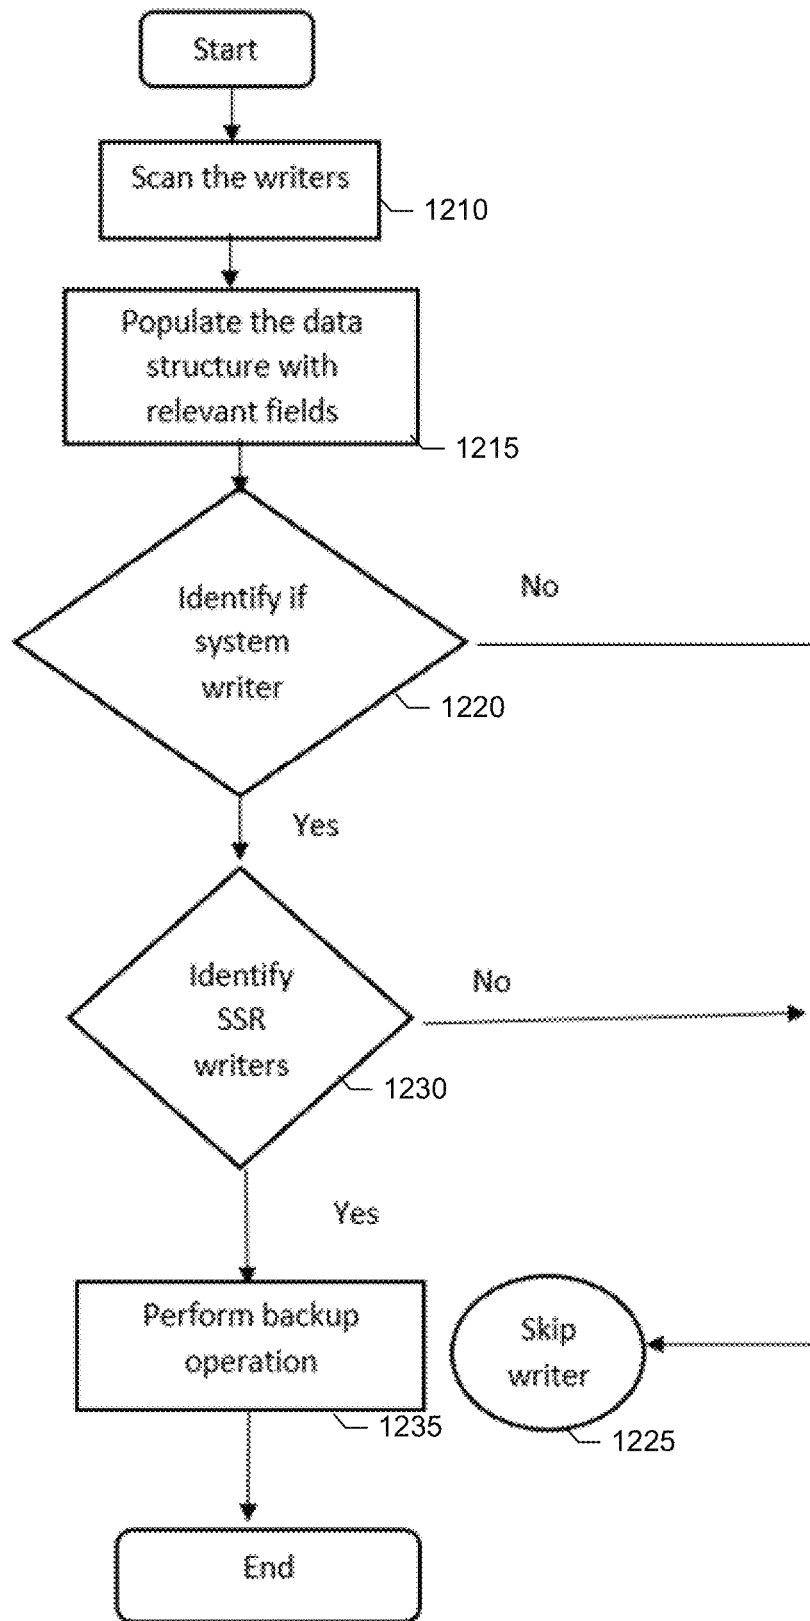 Start
Scan the writers
1210
Populate the data
structure with
relevant fields
1215
Identify if
system
writer
No
1220
Yes
Identify
SSR
writers
No
1230
Yes
Perform backup
operation
1235
Skip
writer
1225
End